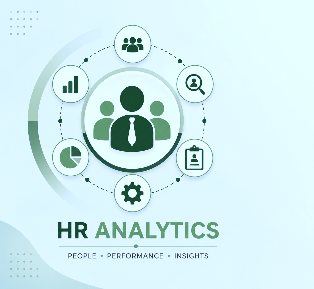 HR ANALYTICS
PEOPLE • PERFORMANCE • INSIGHTS